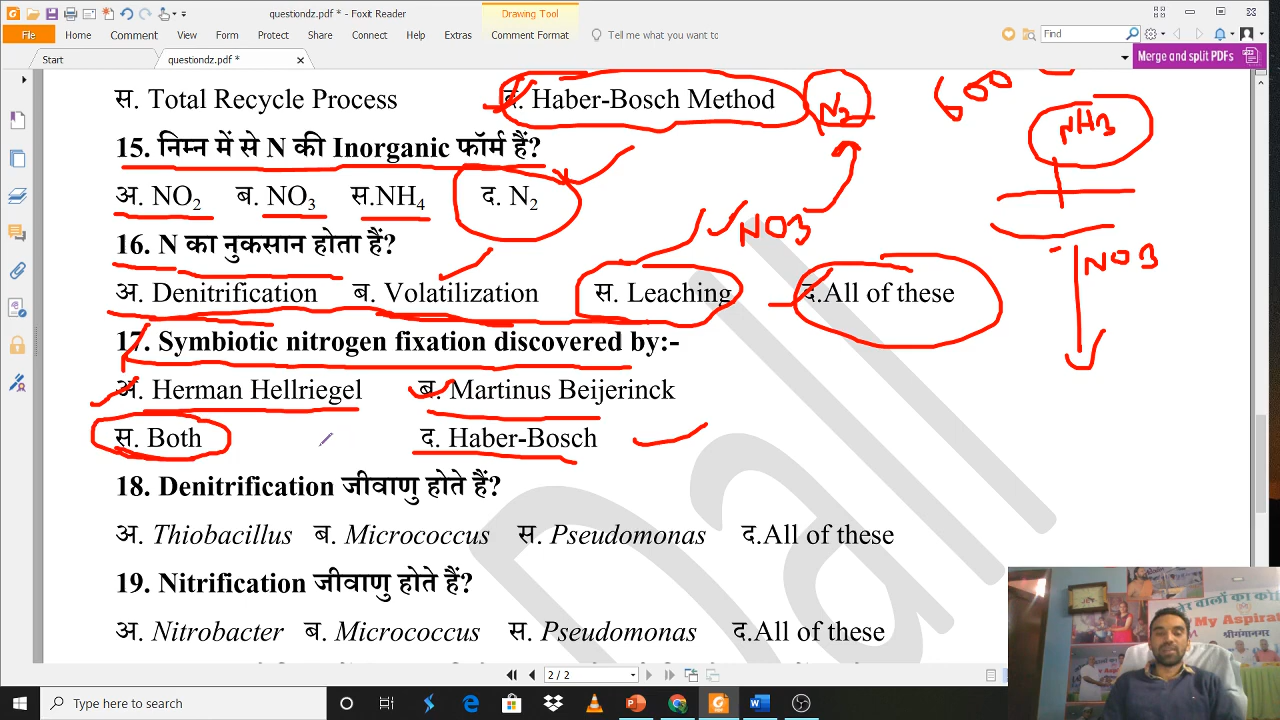 questiondz.pdf * - Foxit Reader
Drawing Tool
File Home Comment View Form Protect Share Connect Help Extras Comment Format Tell me what you want to Find
Start questiondz.pdf * Merge and split PDFs
स. Total Recycle Process द. Haber-Bosch Method N2 600
NH3
15. निम्न में से N की Inorganic फॉर्म हैं?
अ. NO2 ब. NO3 स.NH4 द. N2
NO3
16. N का नुकसान होता हैं?
NO3
अ. Denitrification ब. Volatilization स. Leaching द.All of these
17. Symbiotic nitrogen fixation discovered by:-
अ. Herman Hellriegel ब. Martinus Beijerinck
स. Both द. Haber-Bosch
18. Denitrification जीवाणु होते हैं?
अ. Thiobacillus ब. Micrococcus स. Pseudomonas द.All of these
19. Nitrification जीवाणु होते हैं?
अ. Nitrobacter ब. Micrococcus स. Pseudomonas द.All of these
वालों का
My Aspira
श्रीगंगानगर
2 / 2
Type here to search